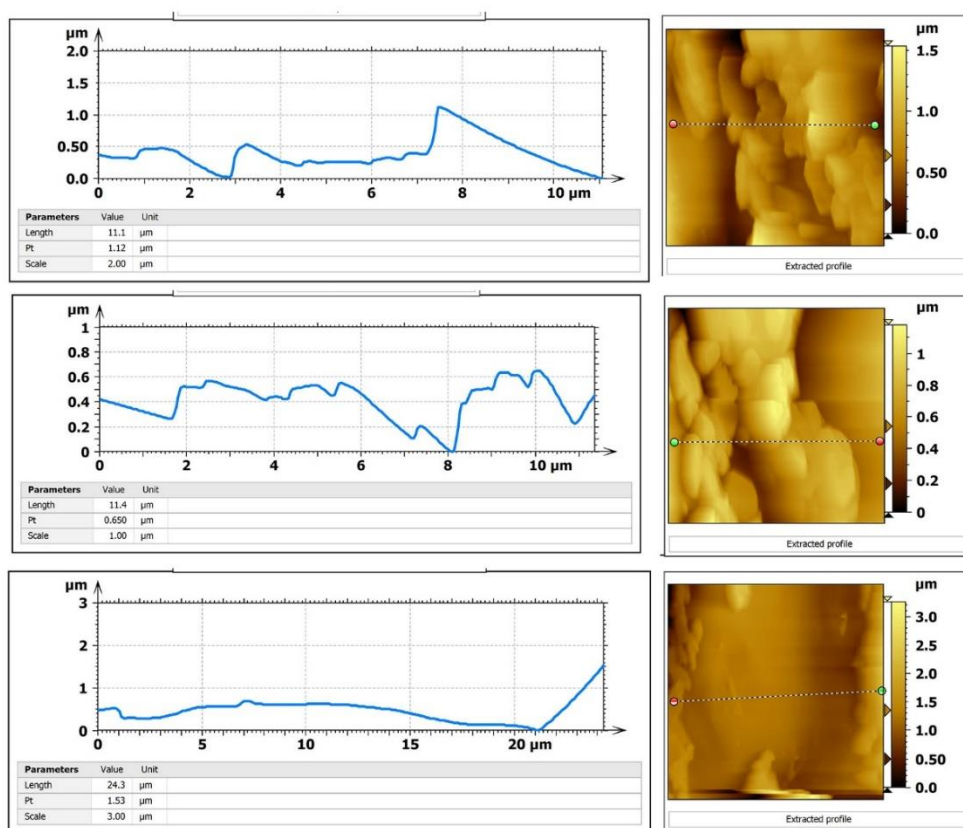 µm
2.0
1.5
1.0
0.50
0.0
0 2 4 6 8 10 µm
Parameters Value Unit
Length 11.1 µm
Pt 1.12 µm
Scale 2.00 µm
µm
1.5
1.0
0.50
0.0
Extracted profile
µm
1
0.8
0.6
0.4
0.2
0
0 2 4 6 8 10 µm
Parameters Value Unit
Length 11.4 µm
Pt 0.650 µm
Scale 1.00 µm
µm
1
0.8
0.6
0.4
0.2
0
Extracted profile
µm
3
2
1
0
0 5 10 15 20 µm
Parameters Value Unit
Length 24.3 µm
Pt 1.53 µm
Scale 3.00 µm
µm
3.0
2.5
2.0
1.5
1.0
0.50
0.0
Extracted profile